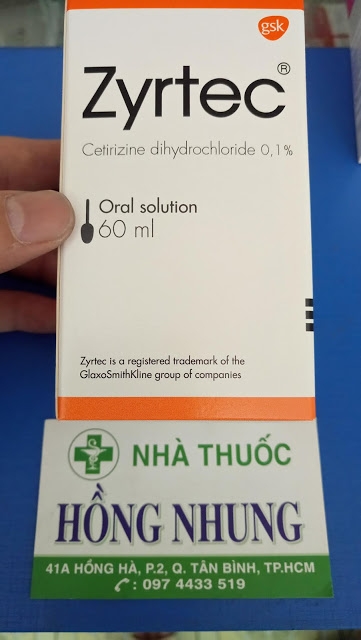 gsk
Zyrtec®
Cetirizine dihydrochloride 0,1%
Oral solution
60 ml
Zyrtec is a registered trademark of the
GlaxoSmithKline group of companies
NHÀ THUỐC
HỒNG NHUNG
41A HỒNG HÀ, P.2, Q. TÂN BÌNH, TP.HCM
: 097 4433 519